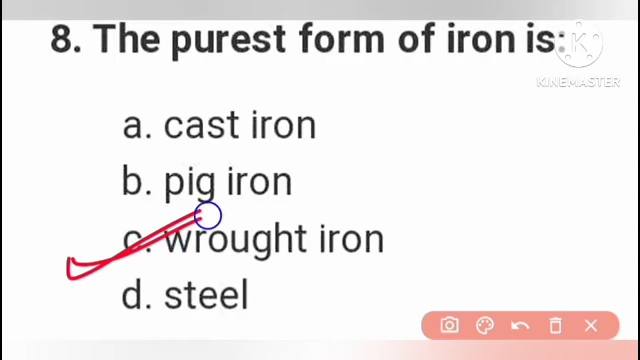 8. The purest form of iron is:
K
KINEMASTER
a. cast iron
b. pig iron
c. wrought iron
d. steel